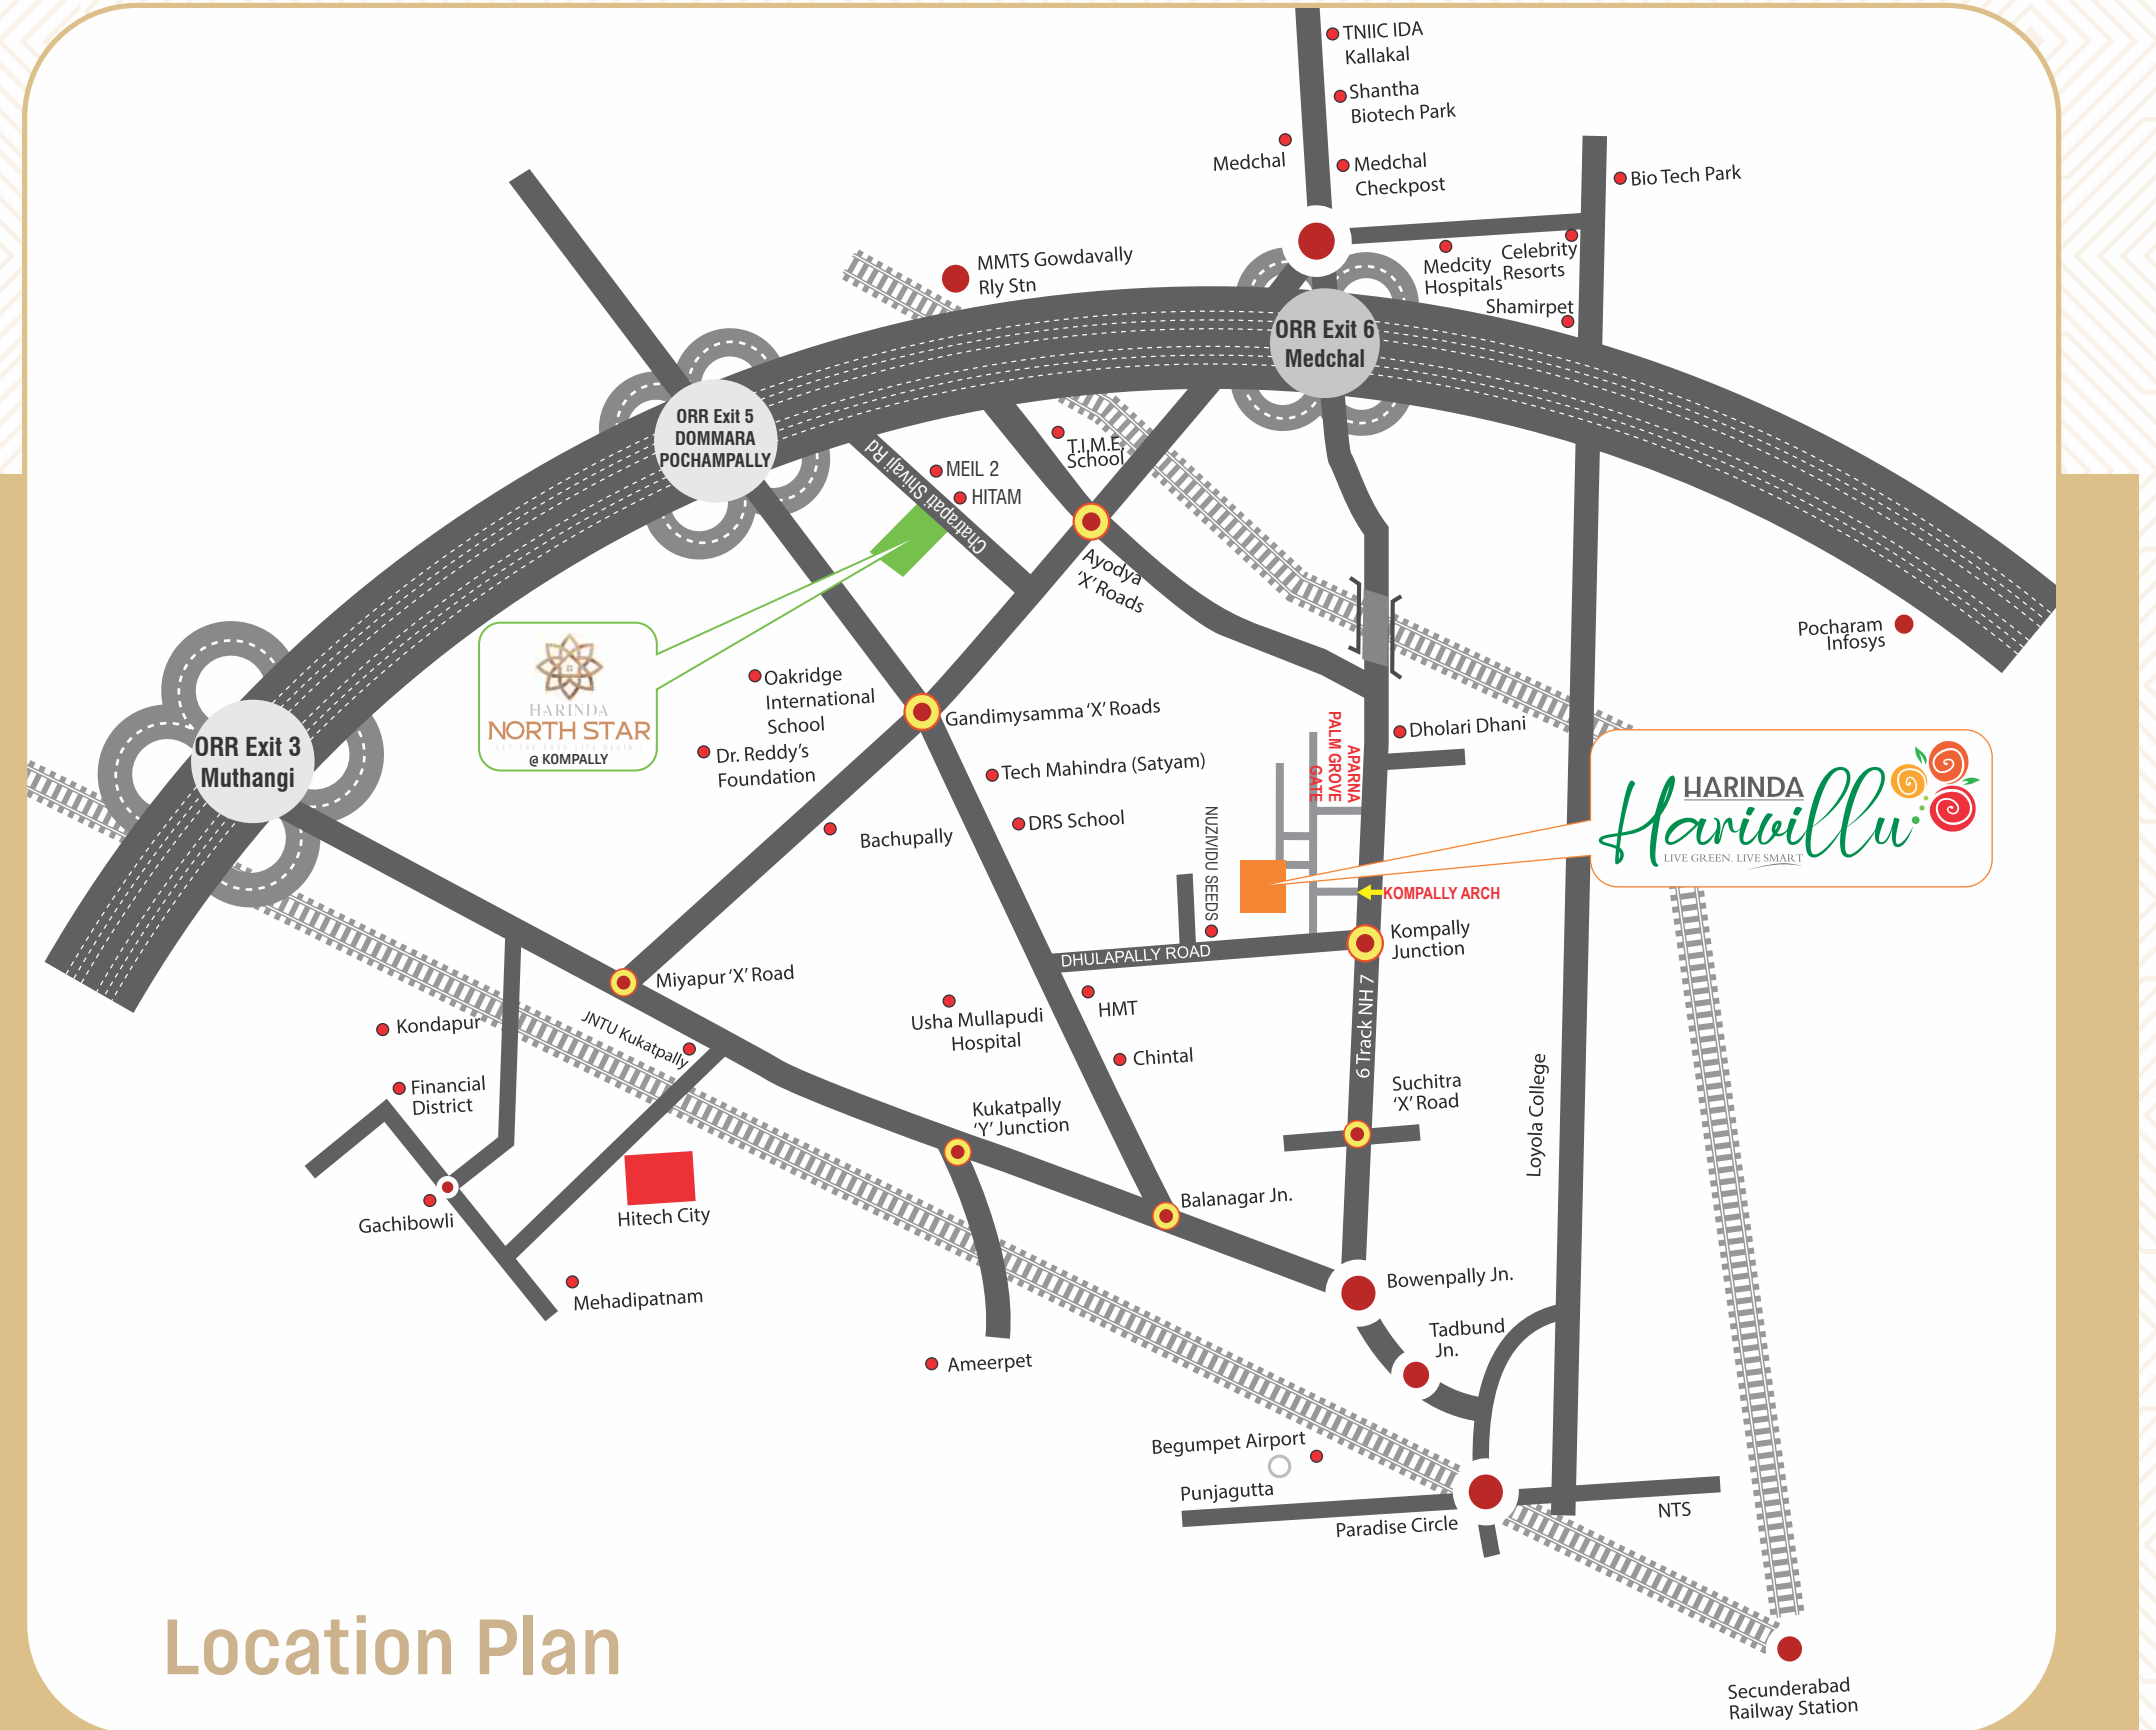 TNIIC IDA
Kallakal
Shantha
Biotech Park
Medchal
Medchal
Checkpost
Bio Tech Park
MMTS Gowdavally
Rly Stn
Medcity
Hospitals
Celebrity
Resorts
Shamirpet
ORR Exit 6
Medchal
ORR Exit 5
DOMMARA
POCHAMPALLY
Chatrapati Shivaji Rd
MEIL 2
HITAM
T.I.M.E.
School
Ayodya
'X' Roads
Pocharam
Infosys
HARINDA
NORTH STAR
LET THE GOOD LIFE BEGIN !
@ KOMPALLY
Oakridge
International
School
Dr. Reddy's
Foundation
Gandimysamma 'X' Roads
ORR Exit 3
Muthangi
Tech Mahindra (Satyam)
DRS School
Bachupally
NUZIVIDU SEEDS
APARNA
PALM GROVE
GATE
Dholari Dhani
HARINDA
Harivillu
LIVE GREEN. LIVE SMART
KOMPALLY ARCH
Kompally
Junction
DHULAPALLY ROAD
Miyapur 'X' Road
JNTU Kukatpally
Kondapur
Financial
District
Usha Mullapudi
Hospital
HMT
Chintal
6 Track NH 7
Suchitra
'X' Road
Loyola College
Kukatpally
'Y' Junction
Balanagar Jn.
Gachibowli
Hitech City
Mehadipatnam
Ameerpet
Bowenpally Jn.
Tadbund
Jn.
Begumpet Airport
Punjagutta
Paradise Circle
NTS
Secunderabad
Railway Station
Location Plan